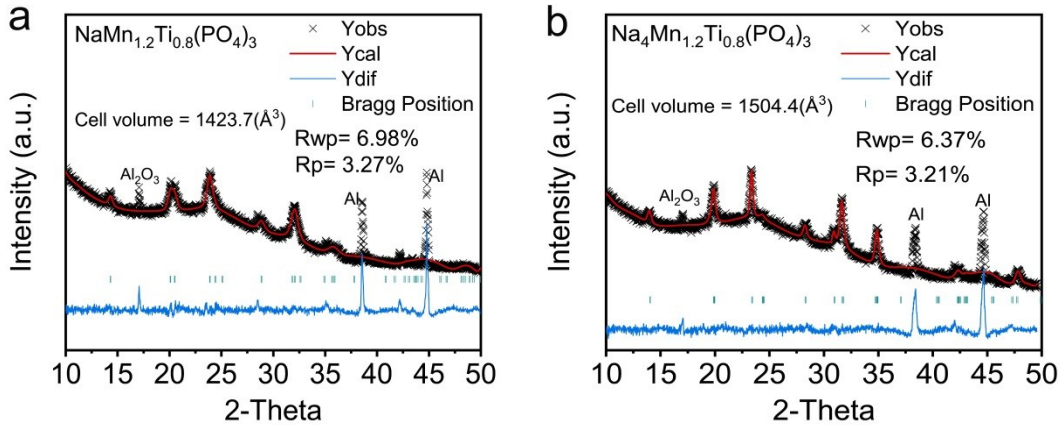 a
NaMn1.2Ti0.8(PO4)3
Yobs
Ycal
Ydif
Bragg Position
Cell volume = 1423.7(Å3)
Rwp= 6.98%
Rp= 3.27%
Al2O3
Al
Al
Intensity (a.u.)
10 15 20 25 30 35 40 45 50
2-Theta
b
Na4Mn1.2Ti0.8(PO4)3
Yobs
Ycal
Ydif
Bragg Position
Cell volume = 1504.4(Å3)
Rwp= 6.37%
Rp= 3.21%
Al2O3
Al
Al
Intensity (a.u.)
10 15 20 25 30 35 40 45 50
2-Theta